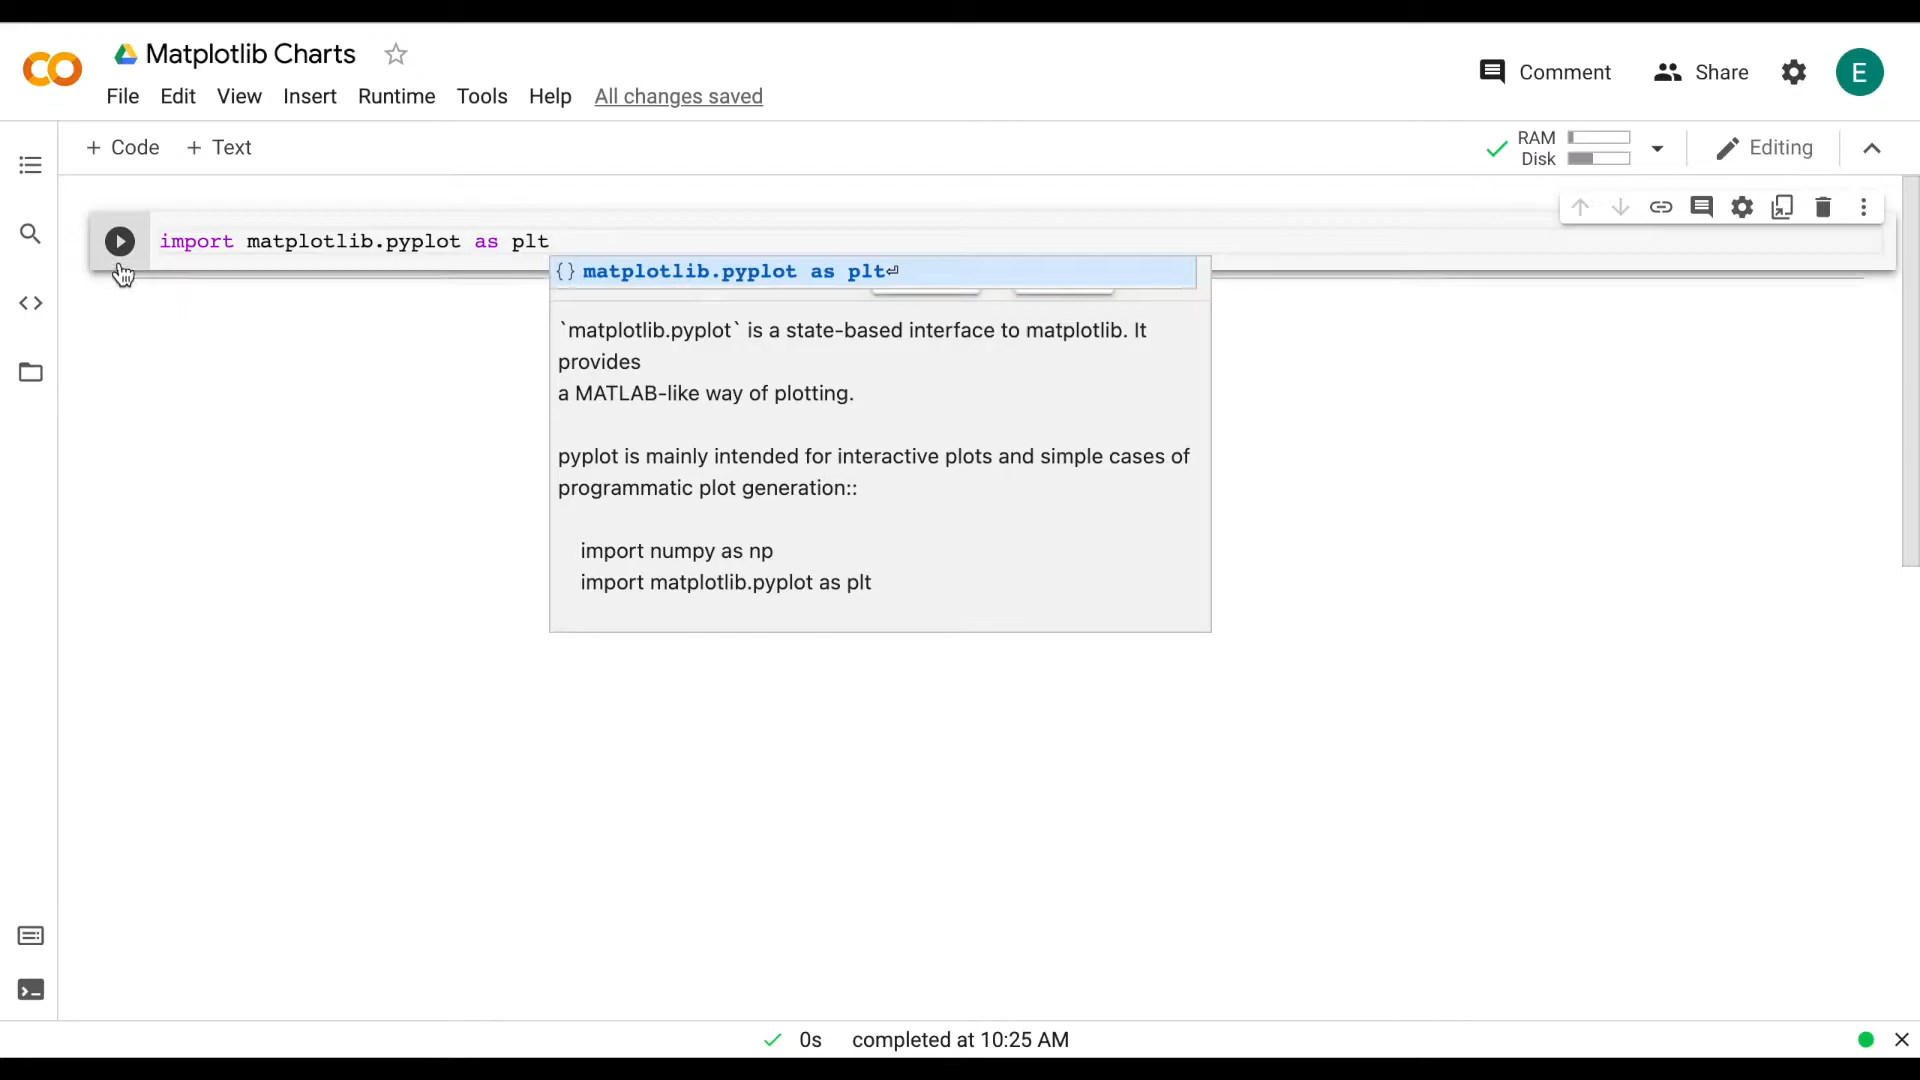 Matplotlib Charts
File Edit View Insert Runtime Tools Help All changes saved
Comment Share E
+ Code + Text
RAM
Disk
Editing
import matplotlib.pyplot as plt
{} matplotlib.pyplot as plt⏎
`matplotlib.pyplot` is a state-based interface to matplotlib. It
provides
a MATLAB-like way of plotting.
pyplot is mainly intended for interactive plots and simple cases of
programmatic plot generation::
import numpy as np
import matplotlib.pyplot as plt
0s completed at 10:25 AM